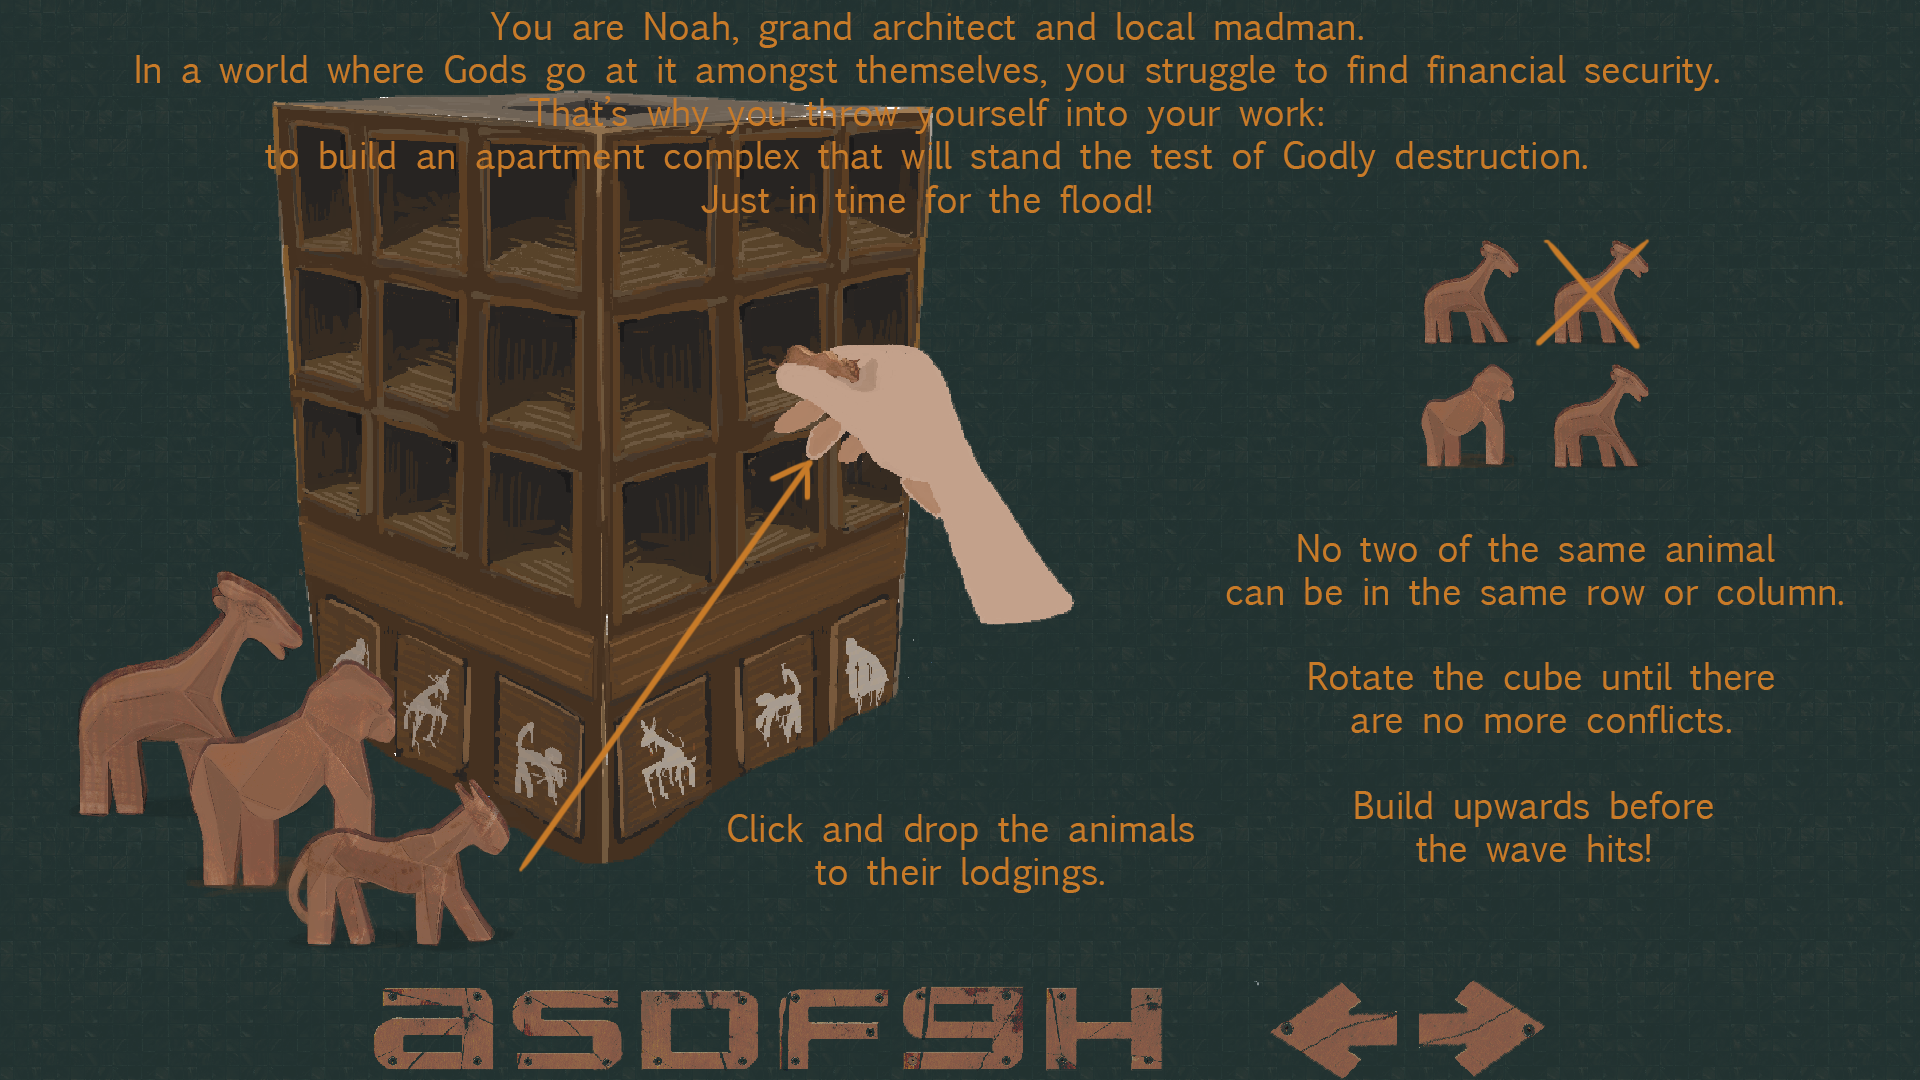 You are Noah, grand architect and local madman.
In a world where Gods go at it amongst themselves, you struggle to find financial security.
That's why you throw yourself into your work:
to build an apartment complex that will stand the test of Godly destruction.
Just in time for the flood!
No two of the same animal
can be in the same row or column.
Rotate the cube until there
are no more conflicts.
Build upwards before
the wave hits!
Click and drop the animals
to their lodgings.
aSDFgH